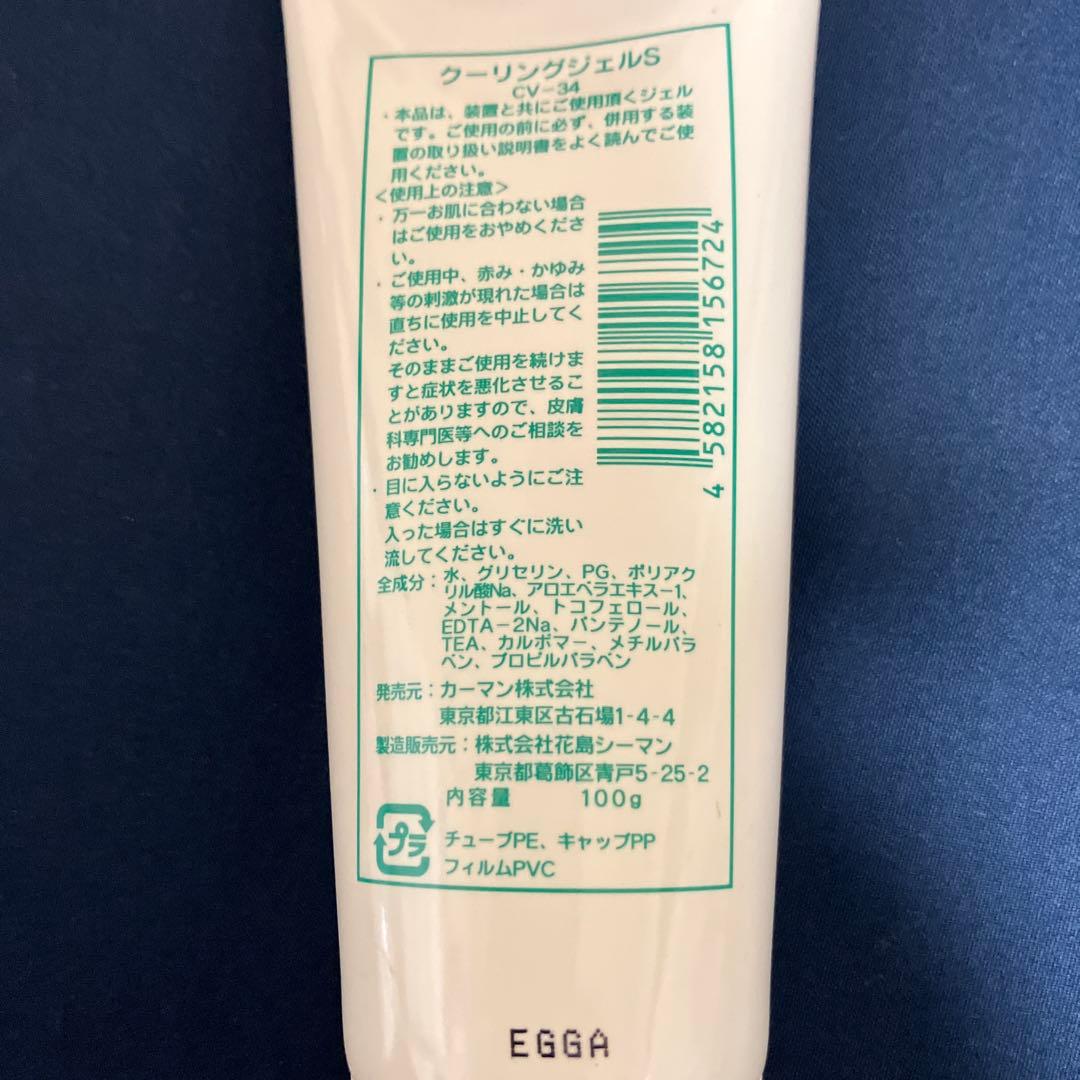 クーリングジェルS
CV-34
・本品は、装置と共にご使用頂くジェル
です。ご使用の前に必ず、併用する装
置の取り扱い説明書をよく読んでご使
用ください。
<使用上の注意>
・万一お肌に合わない場合
はご使用をおやめくださ
い。
・ご使用中、赤み・かゆみ
等の刺激が現れた場合は
直ちに使用を中止してく
ださい。
そのままご使用を続けま
すと症状を悪化させるこ
とがありますので、皮膚
科専門医等へのご相談を
お勧めします。
・目に入らないようにご注
意ください。
入った場合はすぐに洗い
流してください。
4 582158 156724
全成分：水、グリセリン、PG、ポリアク
リル酸Na、アロエベラエキス-1、
メントール、トコフェロール、
EDTA-2Na、パンテノール、
TEA、カルボマー、メチルパラ
ベン、プロピルパラベン
発売元：カーマン株式会社
東京都江東区古石場1-4-4
製造販売元：株式会社花島シーマン
東京都葛飾区青戸5-25-2
内容量 100g
プラ
チューブPE、キャップPP
フィルムPVC
EGGA